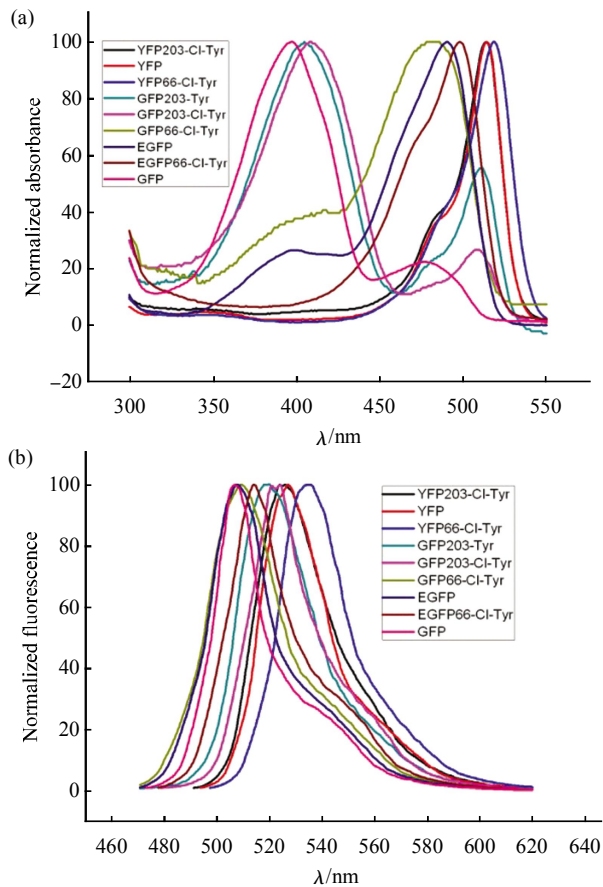 (a)
100
80
60
40
20
0
–20
Normalized absorbance
YFP203-Cl-Tyr
YFP
YFP66-Cl-Tyr
GFP203-Tyr
GFP203-Cl-Tyr
GFP66-Cl-Tyr
EGFP
EGFP66-Cl-Tyr
GFP
300 350 400 450 500 550
λ/nm
(b)
100
80
60
40
20
0
Normalized fluorescence
YFP203-Cl-Tyr
YFP
YFP66-Cl-Tyr
GFP203-Tyr
GFP203-Cl-Tyr
GFP66-Cl-Tyr
EGFP
EGFP66-Cl-Tyr
GFP
460 480 500 520 540 560 580 600 620 640
λ/nm